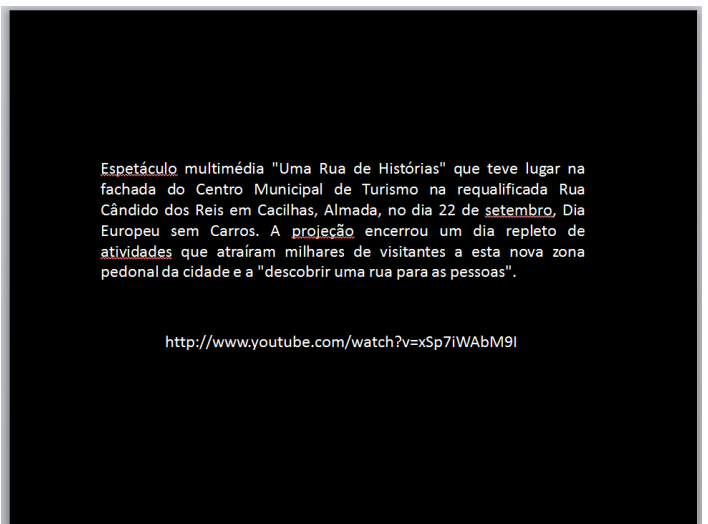 Espetáculo multimédia "Uma Rua de Histórias" que teve lugar na
fachada do Centro Municipal de Turismo na requalificada Rua
Cândido dos Reis em Cacilhas, Almada, no dia 22 de setembro, Dia
Europeu sem Carros. A projeção encerrou um dia repleto de
atividades que atraíram milhares de visitantes a esta nova zona
pedonal da cidade e a "descobrir uma rua para as pessoas".
http://www.youtube.com/watch?v=xSp7iWAbM9I